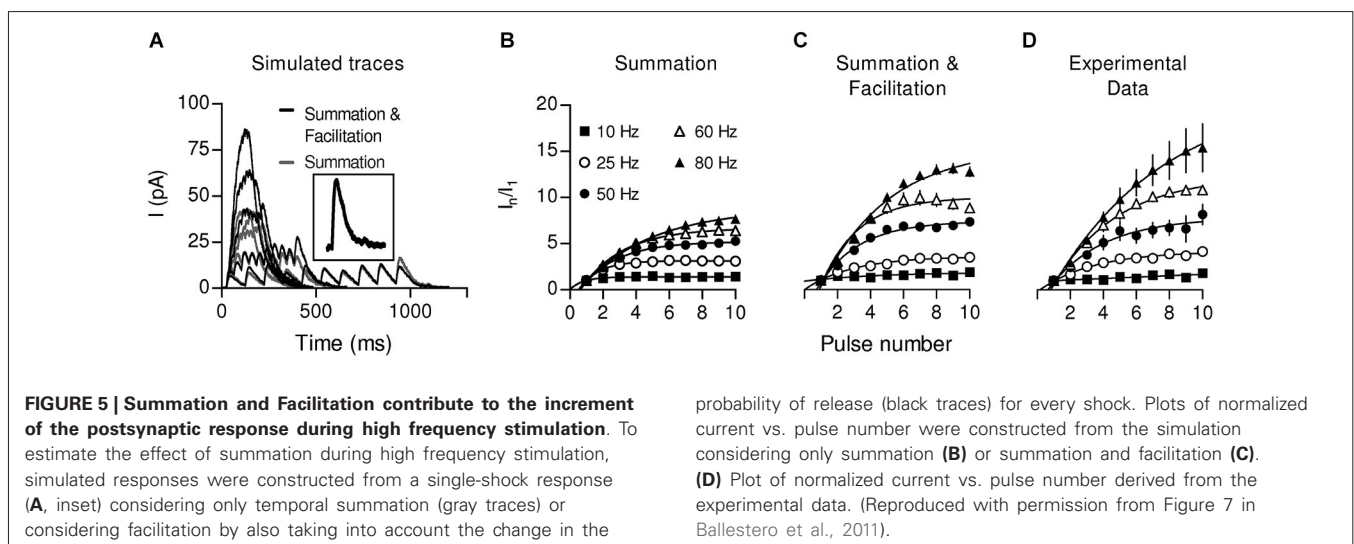 A
B
C
D
Simulated traces
Summation
Summation &
Facilitation
Experimental
Data
100
75
50
25
0
I (pA)
Summation &
Facilitation
Summation
0
500
1000
Time (ms)
20
15
10
5
0
Iₙ/I₁
10 Hz
25 Hz
50 Hz
60 Hz
80 Hz
0 2 4 6 8 10
2 4 6 8 10
2 4 6 8 10
Pulse number
FIGURE 5 | Summation and Facilitation contribute to the increment
of the postsynaptic response during high frequency stimulation. To
estimate the effect of summation during high frequency stimulation,
simulated responses were constructed from a single-shock response
(A, inset) considering only temporal summation (gray traces) or
considering facilitation by also taking into account the change in the
probability of release (black traces) for every shock. Plots of normalized
current vs. pulse number were constructed from the simulation
considering only summation (B) or summation and facilitation (C).
(D) Plot of normalized current vs. pulse number derived from the
experimental data. (Reproduced with permission from Figure 7 in
Ballestero et al., 2011).